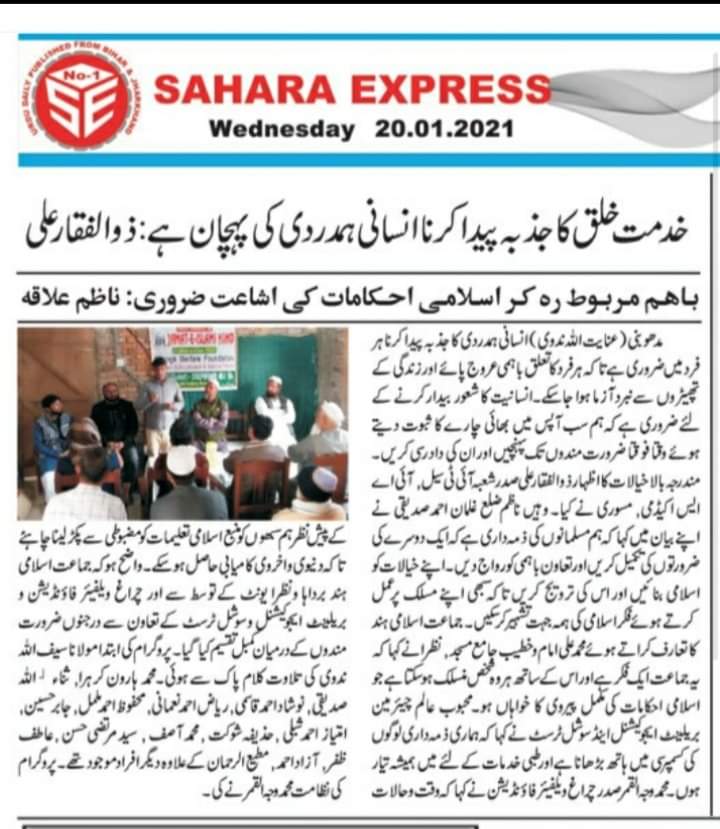 URDU DAILY PUBLISHED FROM BIHAR & JHARKHAND
No-1
SE
SAHARA EXPRESS
Wednesday 20.01.2021
خدمت خلق کا جذبہ پیدا کرنا انسانی ہمدردی کی پہچان ہے: ذوالفقار علی
باہم مربوط رہ کر اسلامی احکامات کی اشاعت ضروری: ناظم علاقہ
JAMAT-E-ISLAMI HIND
Welfare Foundation
مدھوبنی (عنایت اللہ ندوی) انسانی ہمدردی کا جذبہ پیدا کرنا ہر
فرد میں ضروری ہے تاکہ ہر فرد کا تعلق باہمی عروج پائے اور زندگی کے
تھپیڑوں سے نبرد آزما ہوا جاسکے۔ انسانیت کا شعور بیدار کرنے کے
لئے ضروری ہے کہ ہم سب آپس میں بھائی چارے کا ثبوت دیتے
ہوئے وقتا فوقتا ضرورت مندوں تک پہنچیں اور ان کی دادرسی کریں۔
مندرجہ بالا خیالات کا اظہار ذوالفقار علی صدر شعبہ آئی ٹی سیل، آئی اے
ایس اکیڈمی، مسوری نے کیا۔ وہیں ناظم ضلع غلمان احمد صدیقی نے
اپنے بیان میں کہا کہ ہم مسلمانوں کی ذمہ داری ہے کہ ایک دوسرے کی
ضرورتوں کی تکمیل کریں اور تعاون باہمی کو رواج دیں۔ اپنے خیالات کو
اسلامی بنائیں اور اس کی ترویج کریں تاکہ سبھی اپنے مسلک پر عمل
کرتے ہوئے فکر اسلامی کی ہمہ جہت تشہیر کرسکیں۔ جماعت اسلامی ہند
کا تعارف کراتے ہوئے محمد علی امام و خطیب جامع مسجد، نظرا نے کہا کہ
یہ جماعت ایک فکر ہے اور اس کے ساتھ ہر وہ شخص منسلک ہوسکتا ہے جو
اسلامی احکامات کی مکمل پیروی کا خواہاں ہو۔ محبوب عالم چیئرمین
بریلینٹ ایجوکیشنل اینڈ سوشل ٹرسٹ نے کہا کہ ہماری ذمہ داری لوگوں
کی کسمپرسی میں ہاتھ بڑھانا ہے اور طبی خدمات کے لئے میں ہمیشہ تیار
ہوں۔ محمد وجہ القمر صدر چراغ ویلفیئر فاؤنڈیشن نے کہا کہ وقت و حالات
کے پیش نظر ہم سبھوں کو منبع اسلامی تعلیمات کو مضبوطی سے پکڑ لینا چاہئے
تاکہ دنیوی و اخروی کامیابی حاصل ہوسکے۔ واضح ہو کہ جماعت اسلامی
ہند برداہا و نظرا یونٹ کے توسط سے اور چراغ ویلفیئر فاؤنڈیشن و
بریلینٹ ایجوکیشنل و سوشل ٹرسٹ کے تعاون سے درجنوں ضرورت
مندوں کے درمیان کمبل تقسیم کیا گیا۔ پروگرام کی ابتدا مولانا سیف اللہ
ندوی کی تلاوت کلام پاک سے ہوئی۔ محمد ہارون کرہرا، ثناء اللہ
صدیقی، نوشاد احمد قاسمی، ریاض احمد نعمانی، محفوظ احمد مکمل، جابر حسین،
امتیاز احمد شبلی، حذیفہ شوکت، محمد آصف، سید مرتضی حسن، عاطف
ظفر، آزاد احمد، مطیع الرحمان کے علاوہ دیگر افراد موجود تھے۔ پروگرام
کی نظامت محمد وجہ القمر نے کی۔